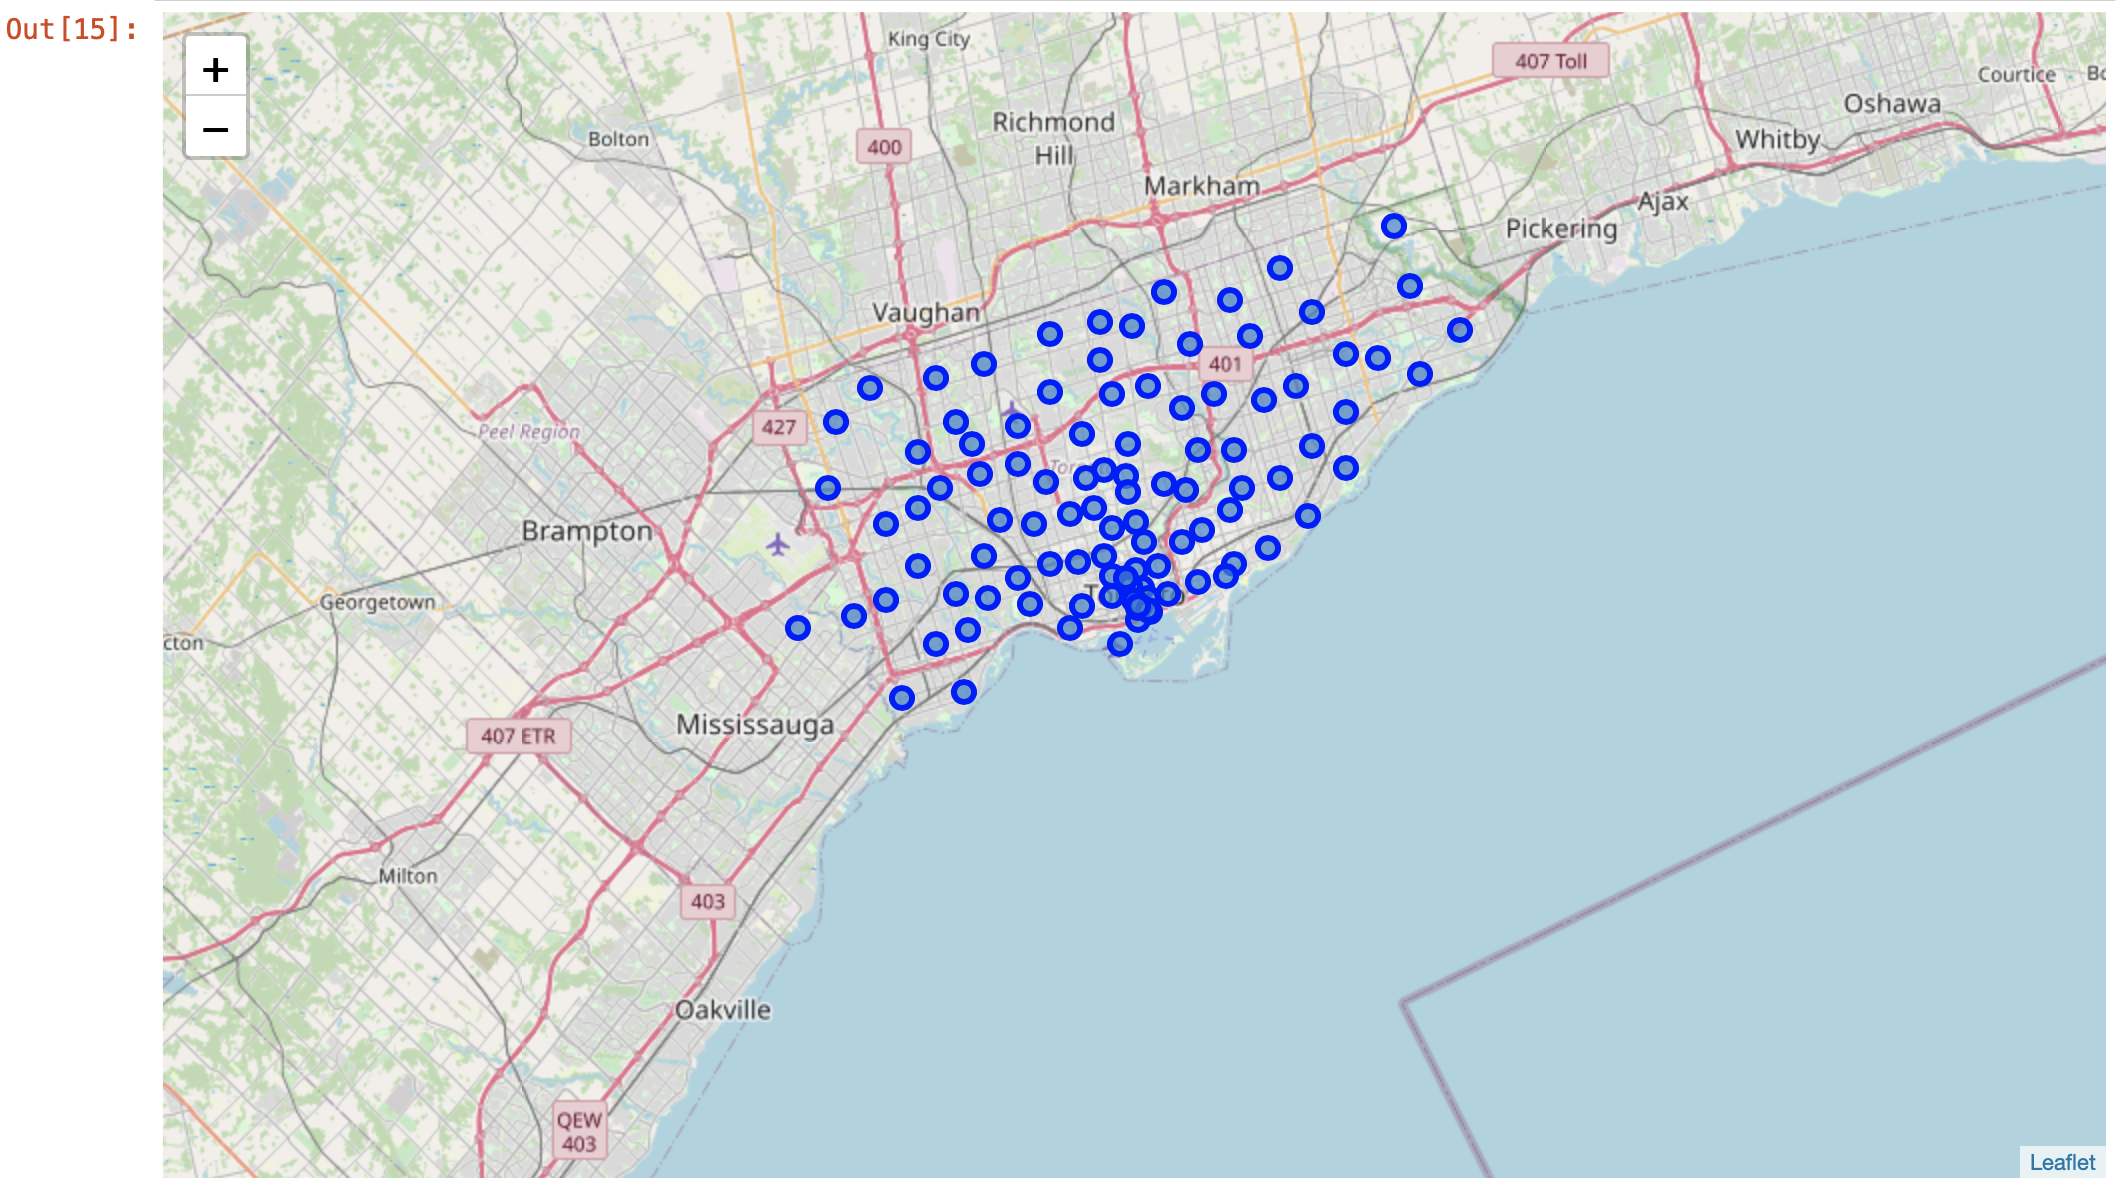 Out[15]:
+
−
King City
407 Toll
Courtice
Oshawa
Bolton
Richmond
Hill
400
Whitby
Markham
Ajax
Pickering
Vaughan
401
427
Peel Region
Brampton
Georgetown
cton
Mississauga
407 ETR
Milton
403
Oakville
QEW
403
Leaflet